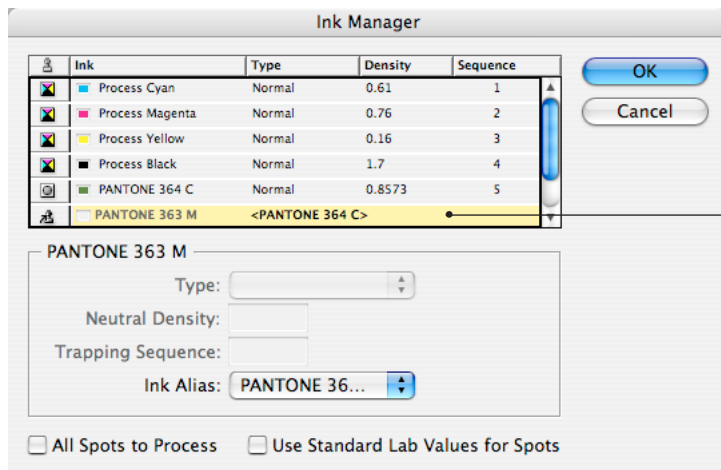 Ink Manager
Ink Type Density Sequence
Process Cyan Normal 0.61 1
Process Magenta Normal 0.76 2
Process Yellow Normal 0.16 3
Process Black Normal 1.7 4
PANTONE 364 C Normal 0.8573 5
PANTONE 363 M <PANTONE 364 C>
OK
Cancel
PANTONE 363 M
Type:
Neutral Density:
Trapping Sequence:
Ink Alias: PANTONE 36...
All Spots to Process Use Standard Lab Values for Spots